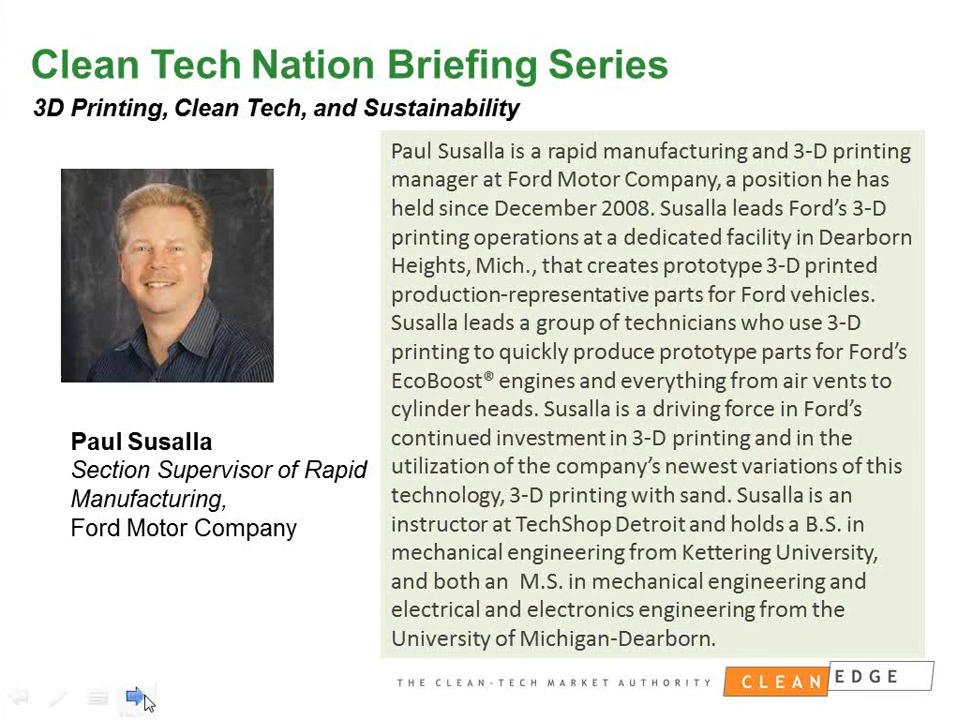 Clean Tech Nation Briefing Series
3D Printing, Clean Tech, and Sustainability
Paul Susalla
Section Supervisor of Rapid
Manufacturing,
Ford Motor Company
Paul Susalla is a rapid manufacturing and 3-D printing
manager at Ford Motor Company, a position he has
held since December 2008. Susalla leads Ford’s 3-D
printing operations at a dedicated facility in Dearborn
Heights, Mich., that creates prototype 3-D printed
production-representative parts for Ford vehicles.
Susalla leads a group of technicians who use 3-D
printing to quickly produce prototype parts for Ford’s
EcoBoost® engines and everything from air vents to
cylinder heads. Susalla is a driving force in Ford’s
continued investment in 3-D printing and in the
utilization of the company’s newest variations of this
technology, 3-D printing with sand. Susalla is an
instructor at TechShop Detroit and holds a B.S. in
mechanical engineering from Kettering University,
and both an M.S. in mechanical engineering and
electrical and electronics engineering from the
University of Michigan-Dearborn.
THE CLEAN-TECH MARKET AUTHORITY
CLEAN EDGE